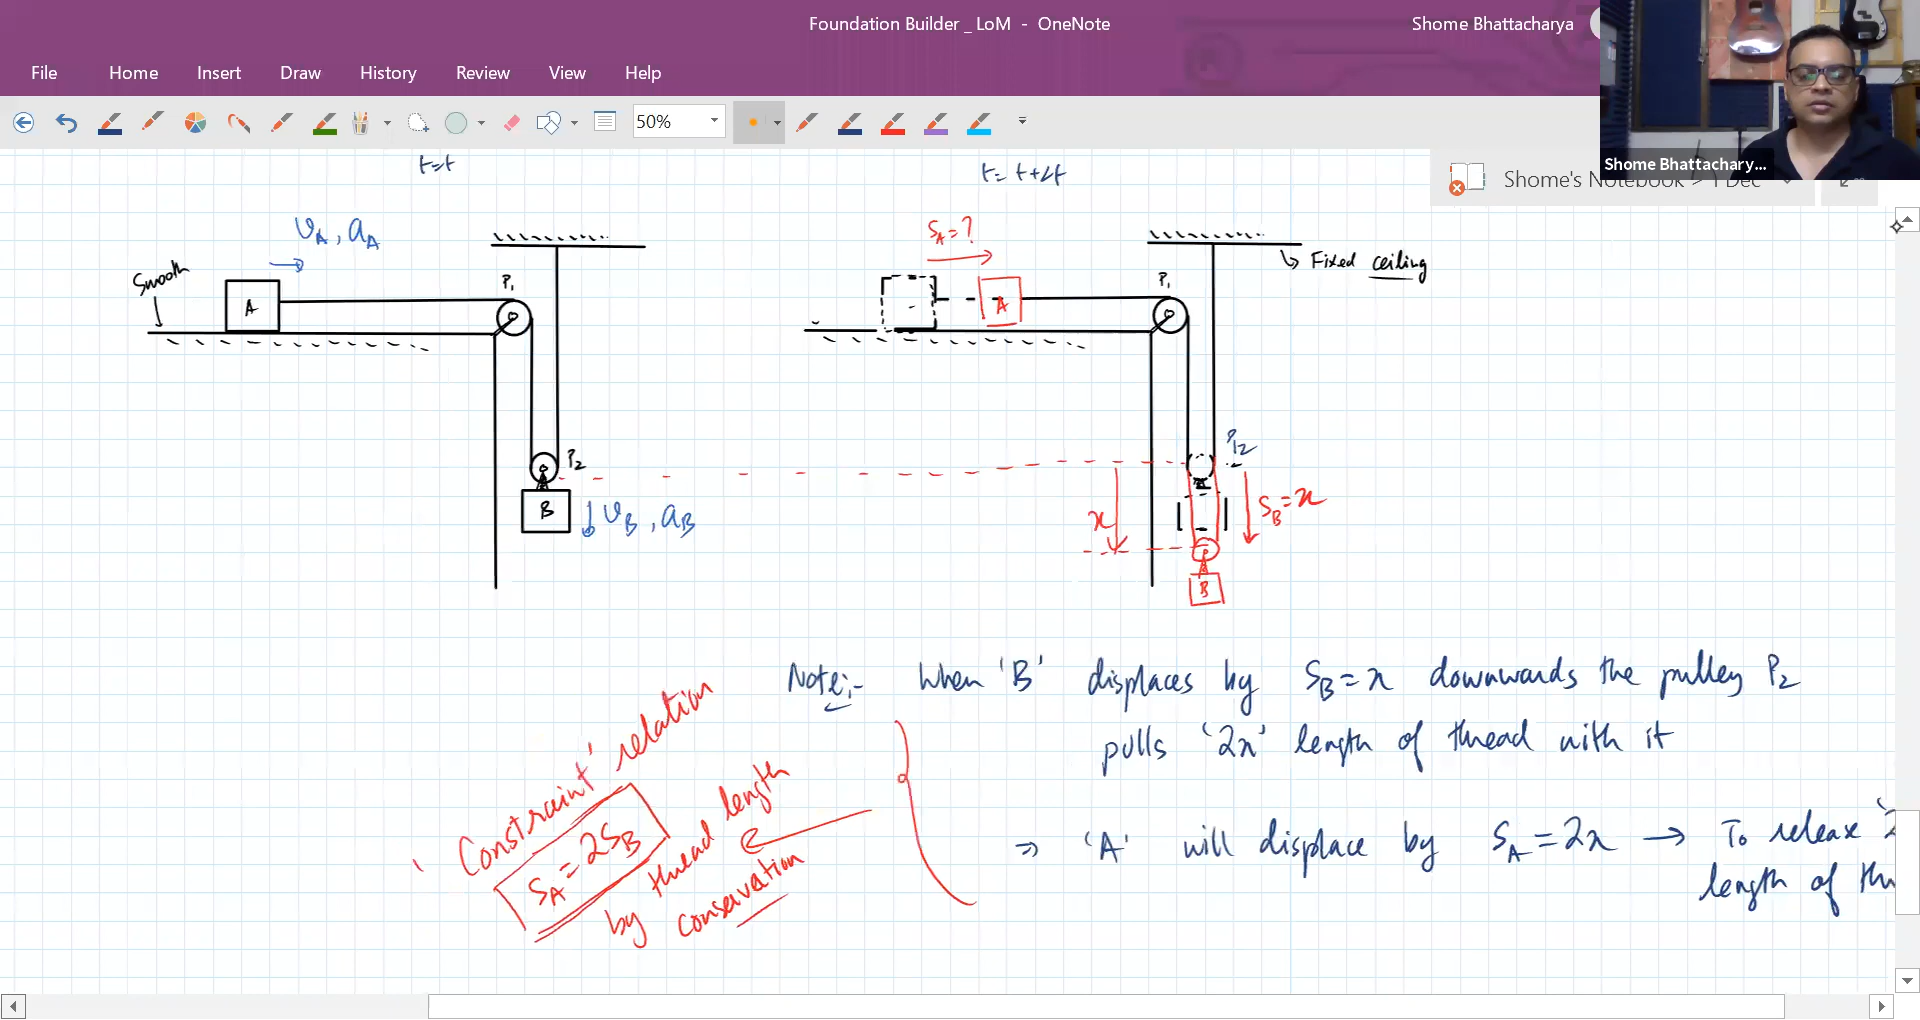 Foundation Builder _ LoM - OneNote
Shome Bhattacharya
File Home Insert Draw History Review View Help
50%
Shome Bhattachary...
Shome's Notebook > 1 Dec
t=t
t= t+Δt
vA, aA
Smooth
A
P1
P2
B
vB, aB
SA=?
A
P1
Fixed ceiling
P2
x
SB=x
B
Note:- When 'B' displaces by SB=x downwards the pulley P2
pulls '2x' length of thread with it
⇒ 'A' will displace by SA=2x → To release '2
length of th
'Constraint' relation
SA=2SB
by thread length
conservation